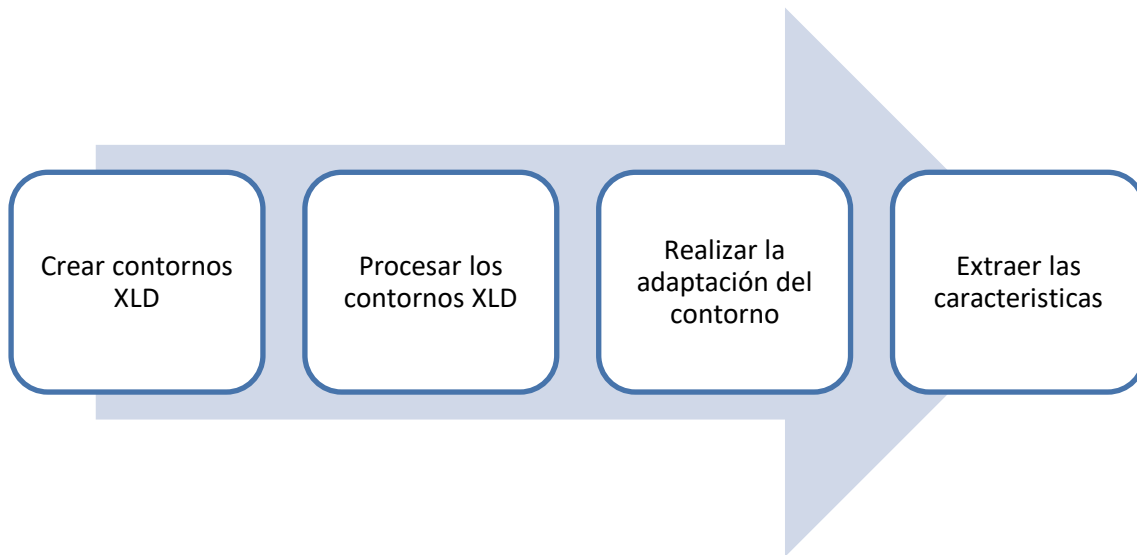 Crear contornos
XLD
Procesar los
contornos XLD
Realizar la
adaptación del
contorno
Extraer las
caracteristicas